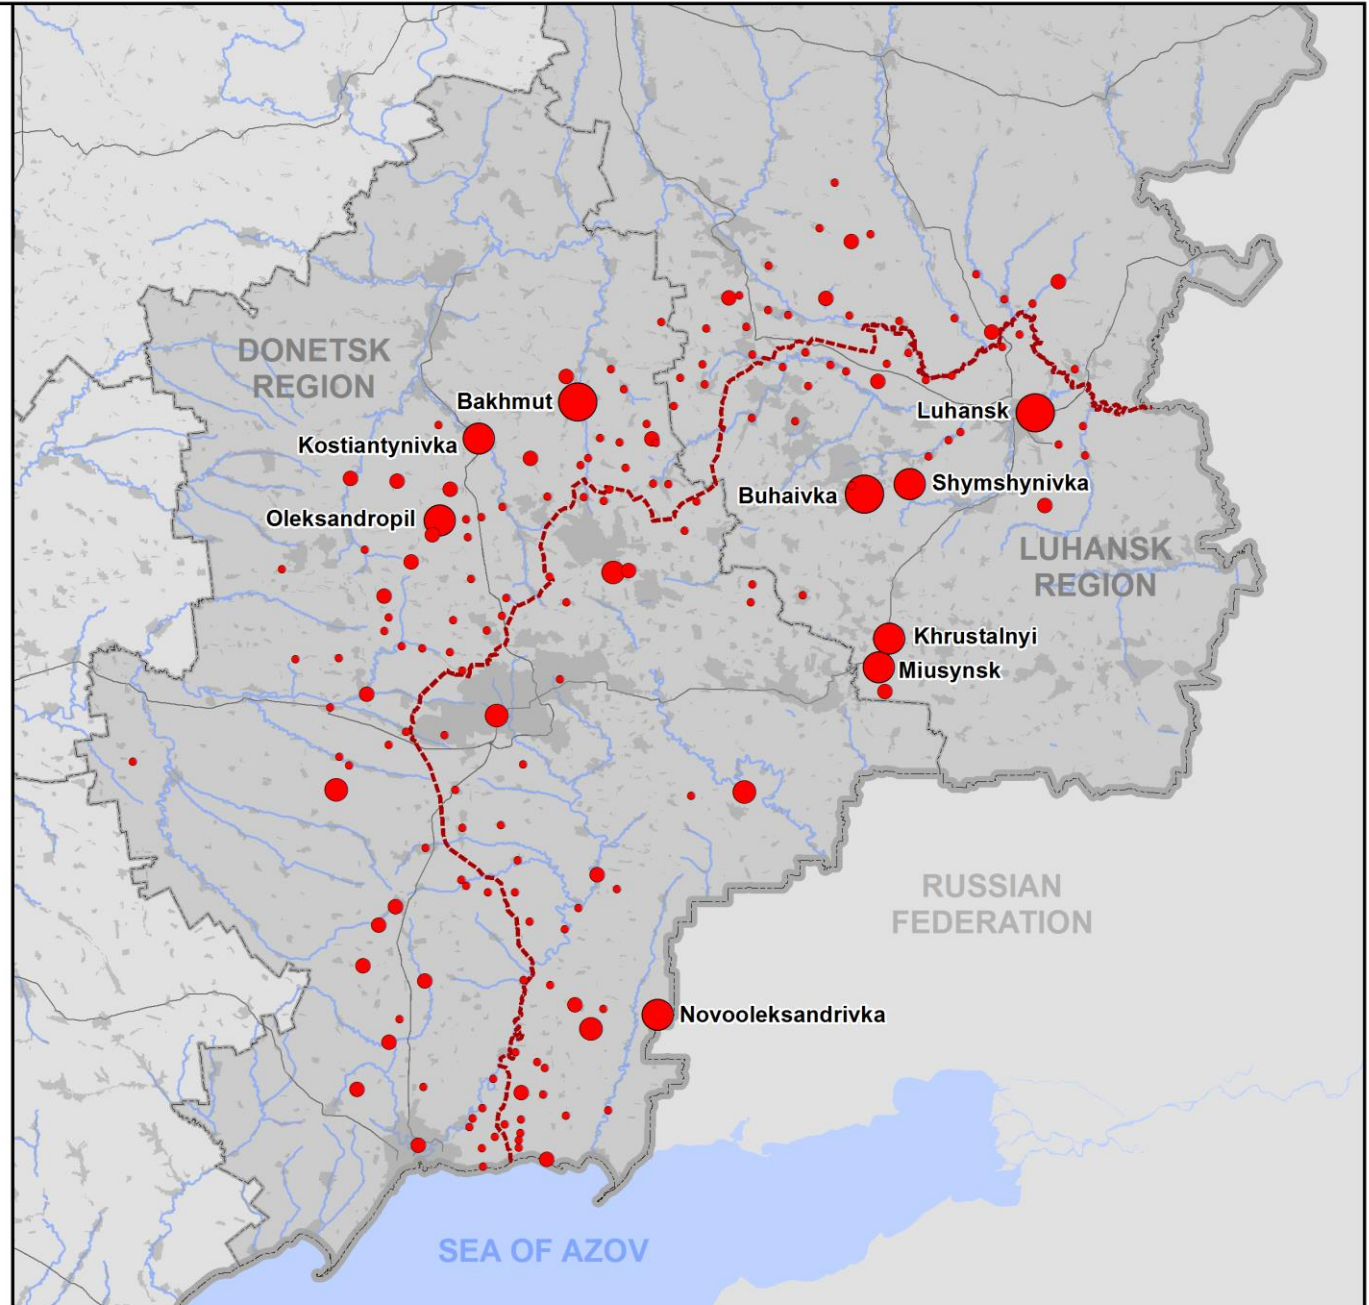 DONETSK
REGION
Bakhmut
Luhansk
Kostiantynivka
Shymshynivka
Buhaivka
Oleksandropil
LUHANSK
REGION
Khrustalnyi
Miusynsk
RUSSIAN
FEDERATION
Novooleksandrivka
SEA OF AZOV